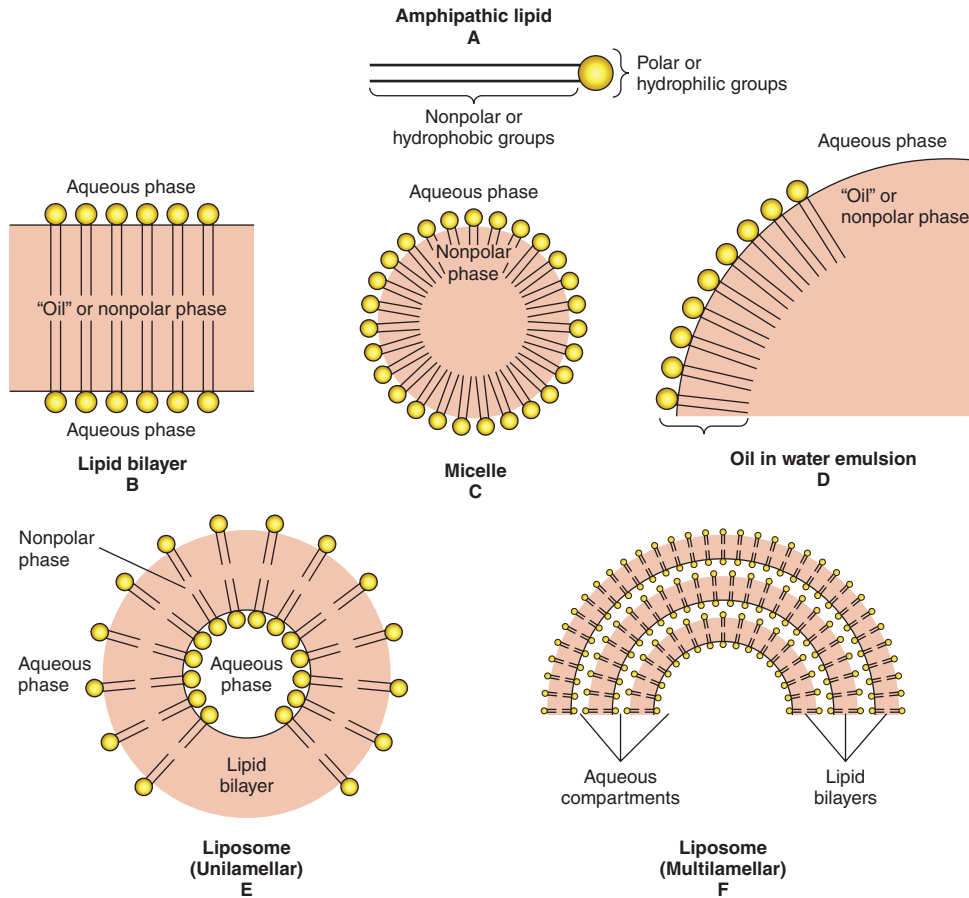 Amphipathic lipid
A
Polar or
hydrophilic groups
Nonpolar or
hydrophobic groups
Aqueous phase
"Oil" or nonpolar phase
Aqueous phase
Lipid bilayer
B
Aqueous phase
Nonpolar
phase
Micelle
C
Aqueous phase
"Oil" or
nonpolar phase
Oil in water emulsion
D
Nonpolar
phase
Aqueous
phase
Aqueous
phase
Lipid
bilayer
Liposome
(Unilamellar)
E
Aqueous
compartments
Lipid
bilayers
Liposome
(Multilamellar)
F